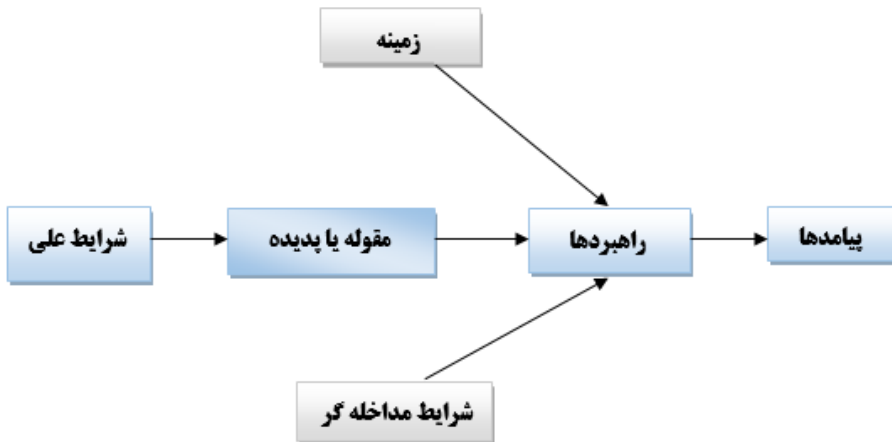 زمینه
شرایط علی
مقوله یا پدیده
راهبردها
پیامدها
شرایط مداخله گر